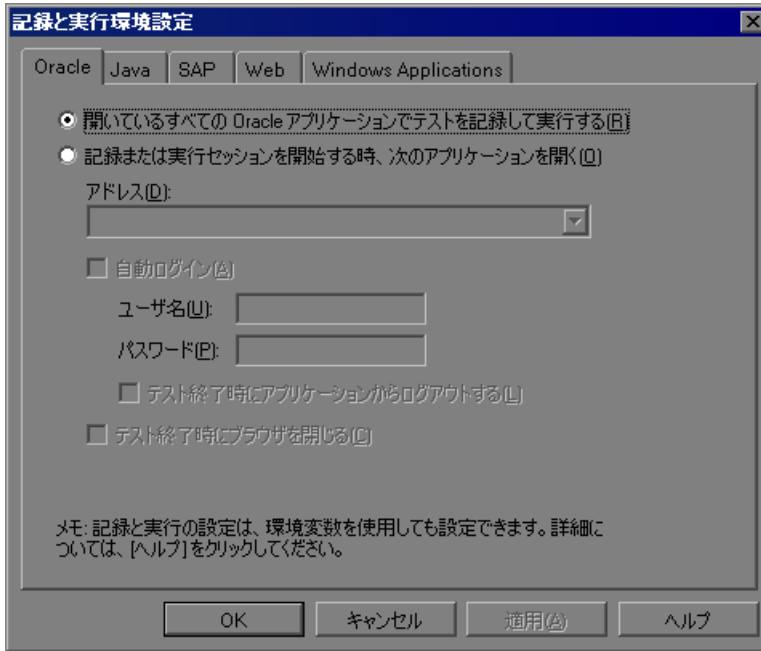 記録と実行環境設定
Oracle Java SAP Web Windows Applications
開いているすべての Oracle アプリケーションでテストを記録して実行する(R)
記録または実行セッションを開始する時、次のアプリケーションを開く(O)
アドレス(D):
自動ログイン(A)
ユーザ名(U):
パスワード(P):
テスト終了時にアプリケーションからログアウトする(L)
テスト終了時にブラウザを閉じる(C)
メモ: 記録と実行の設定は、環境変数を使用しても設定できます。詳細に
ついては、[ヘルプ]をクリックしてください。
OK キャンセル 適用(A) ヘルプ